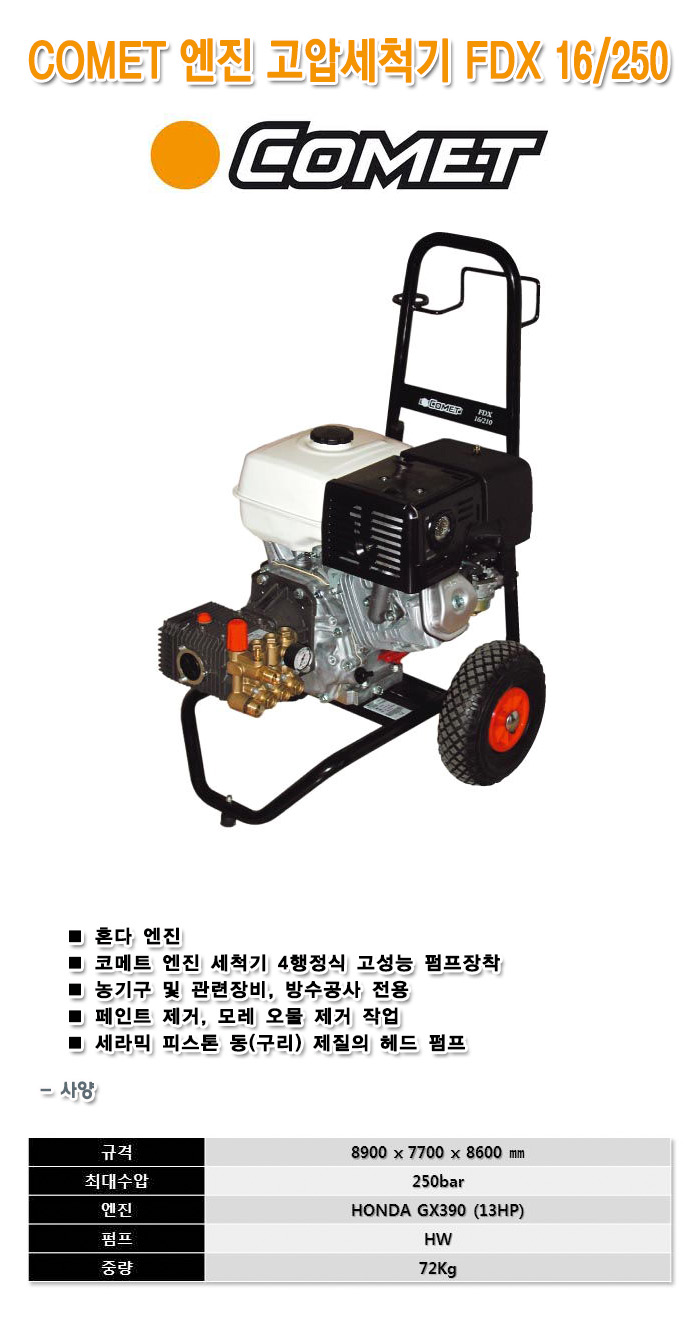 COMET 엔진 고압세척기 FDX 16/250
COMET
COMET
FDX
16/210
■ 혼다 엔진
■ 코메트 엔진 세척기 4행정식 고성능 펌프장착
■ 농기구 및 관련장비, 방수공사 전용
■ 페인트 제거, 모레 오물 제거 작업
■ 세라믹 피스톤 동(구리) 제질의 헤드 펌프
- 사양
규격 8900 x 7700 x 8600 mm
최대수압 250bar
엔진 HONDA GX390 (13HP)
펌프 HW
중량 72Kg